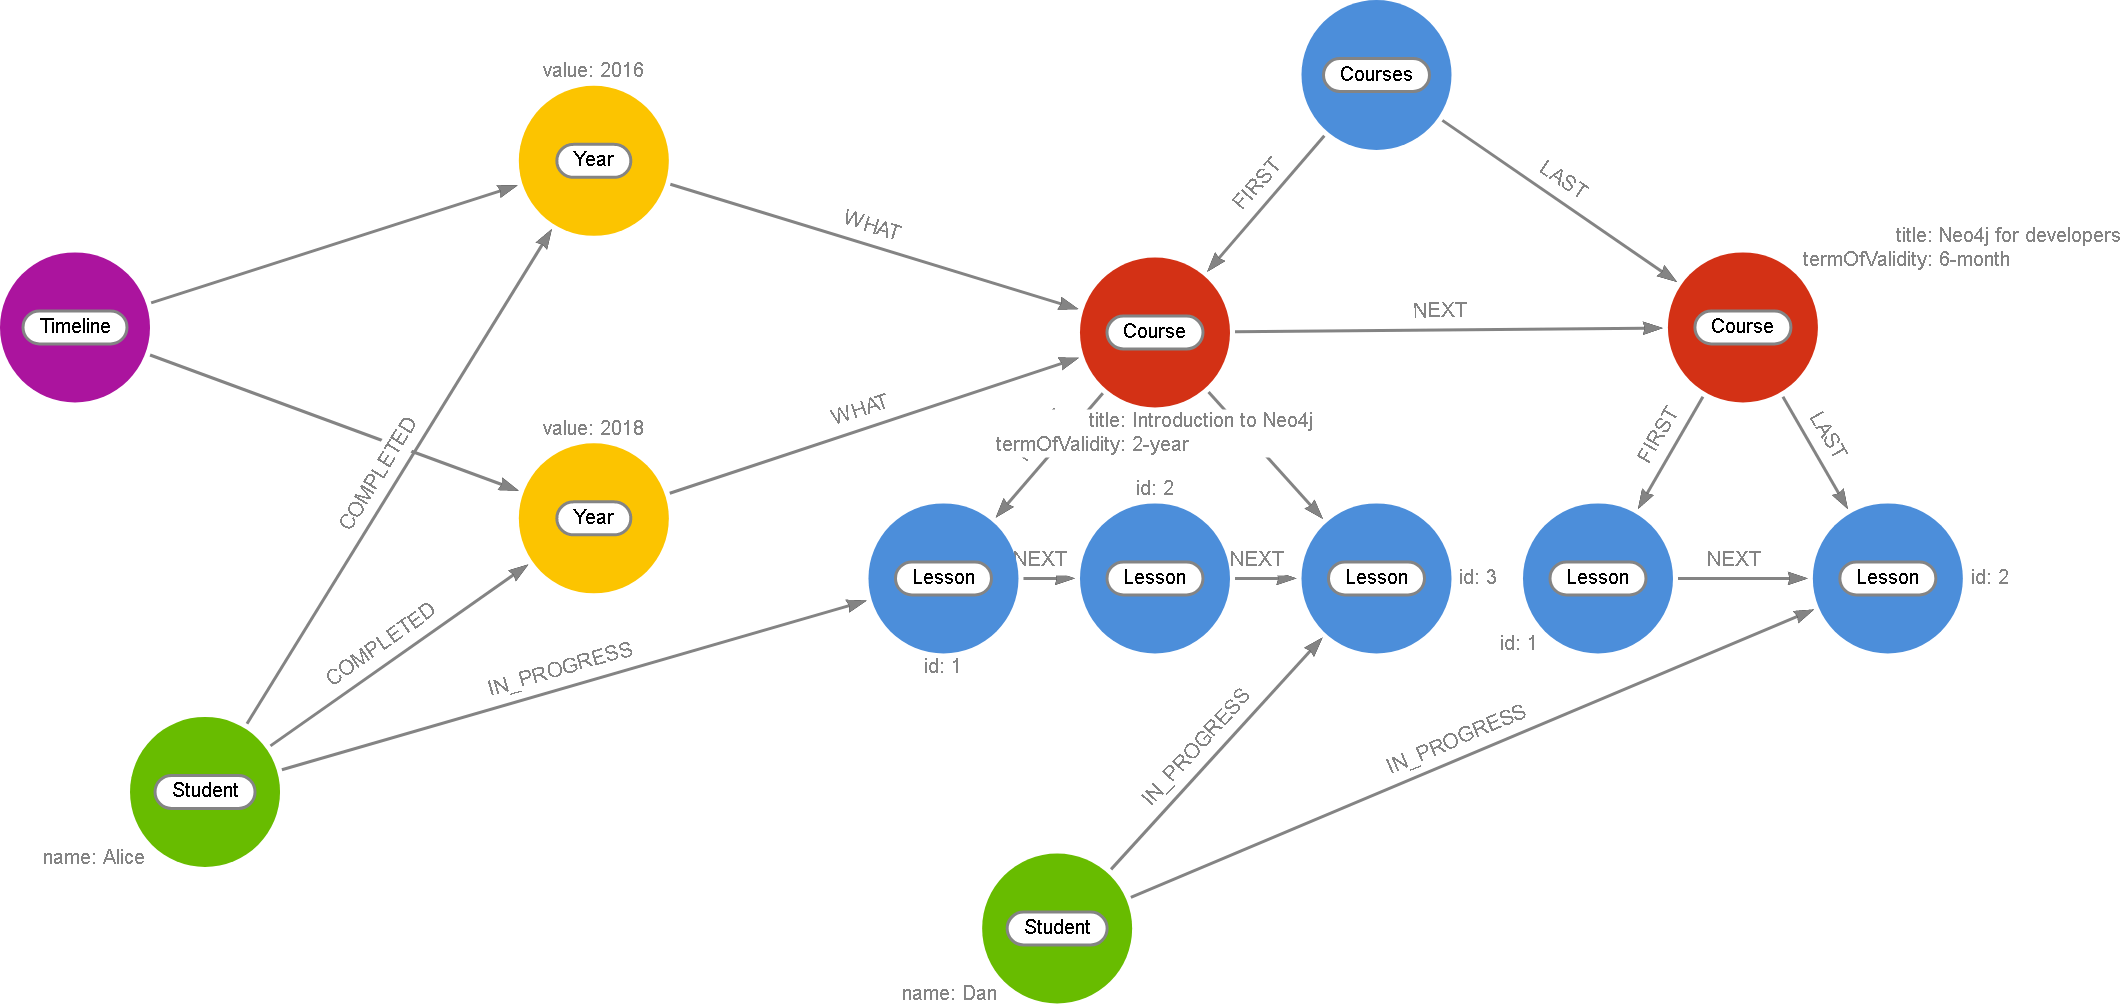 Courses
value: 2016
Year
FIRST
LAST
WHAT
title: Neo4j for developers
termOfValidity: 6-month
Timeline
Course
NEXT
Course
COMPLETED
value: 2018
WHAT
title: Introduction to Neo4j
termOfValidity: 2-year
FIRST
LAST
Year
id: 2
NEXT
NEXT
NEXT
Lesson
Lesson
Lesson
id: 3
Lesson
Lesson
id: 2
COMPLETED
IN_PROGRESS
id: 1
id: 1
IN_PROGRESS
IN_PROGRESS
Student
name: Alice
Student
name: Dan